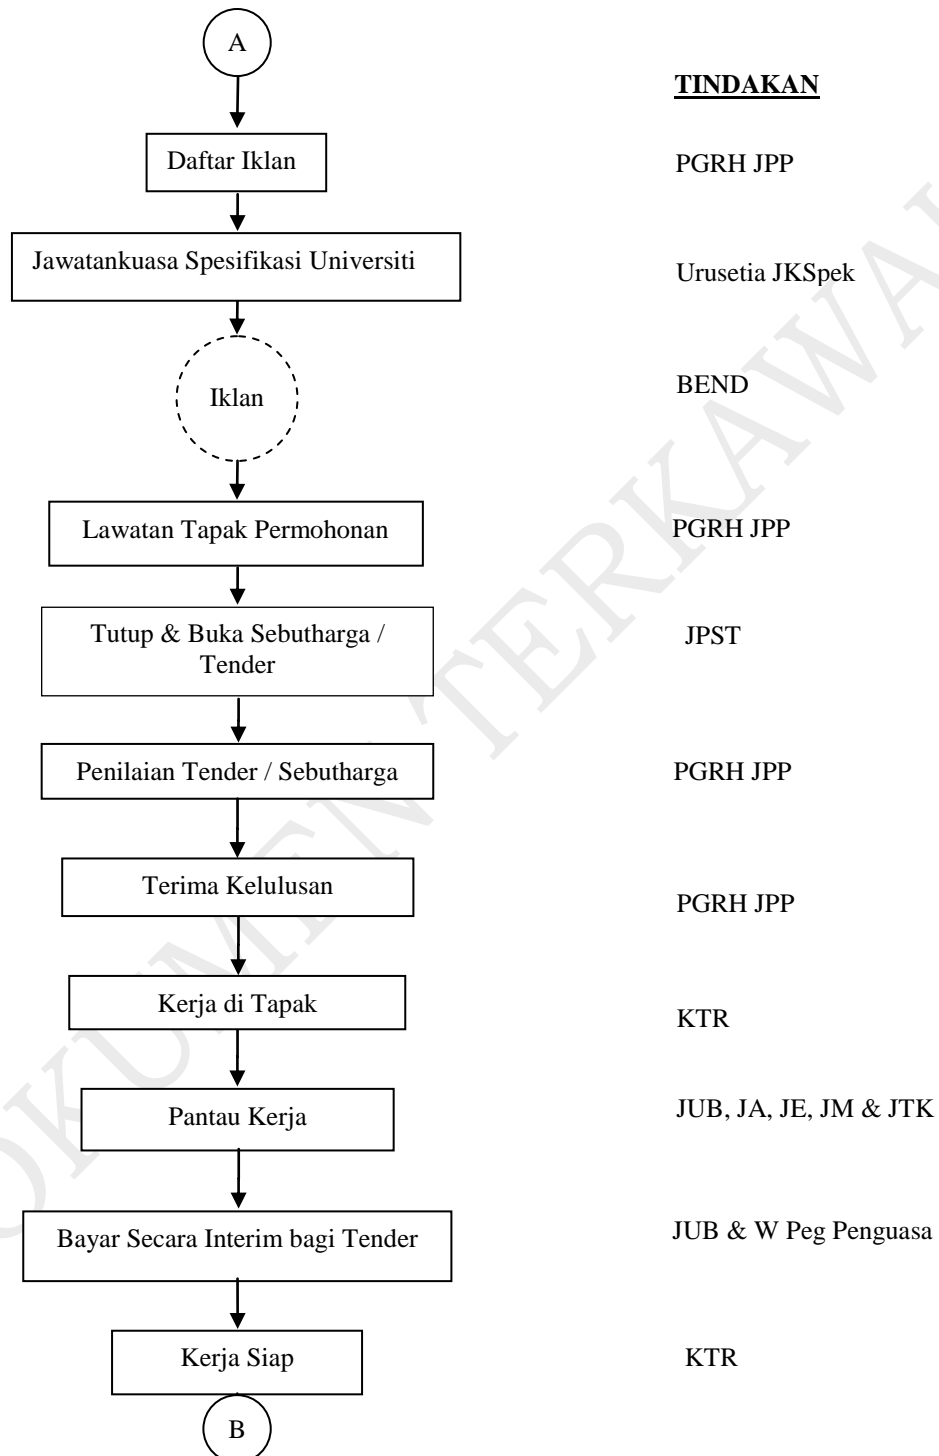 A
TINDAKAN
Daftar Iklan
PGRH JPP
Jawatankuasa Spesifikasi Universiti
Urusetia JKSpek
Iklan
BEND
Lawatan Tapak Permohonan
PGRH JPP
Tutup & Buka Sebutharga /
Tender
JPST
Penilaian Tender / Sebutharga
PGRH JPP
Terima Kelulusan
PGRH JPP
Kerja di Tapak
KTR
Pantau Kerja
JUB, JA, JE, JM & JTK
Bayar Secara Interim bagi Tender
JUB & W Peg Penguasa
Kerja Siap
KTR
B
OKUMEN TERKAWAL